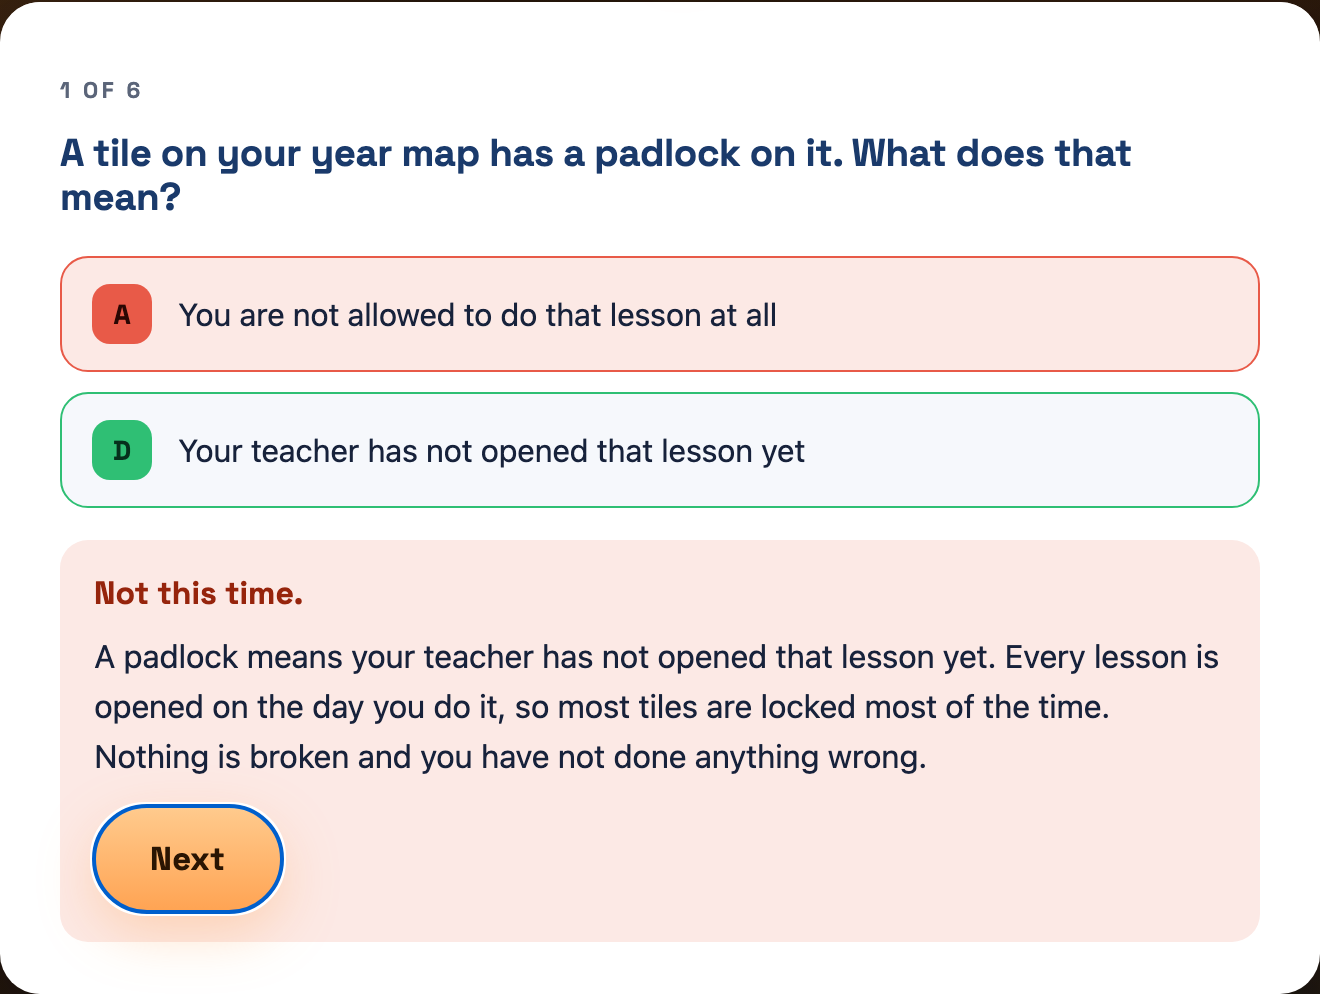 1 OF 6
A tile on your year map has a padlock on it. What does that
mean?
A You are not allowed to do that lesson at all
D Your teacher has not opened that lesson yet
Not this time.
A padlock means your teacher has not opened that lesson yet. Every lesson is
opened on the day you do it, so most tiles are locked most of the time.
Nothing is broken and you have not done anything wrong.
Next